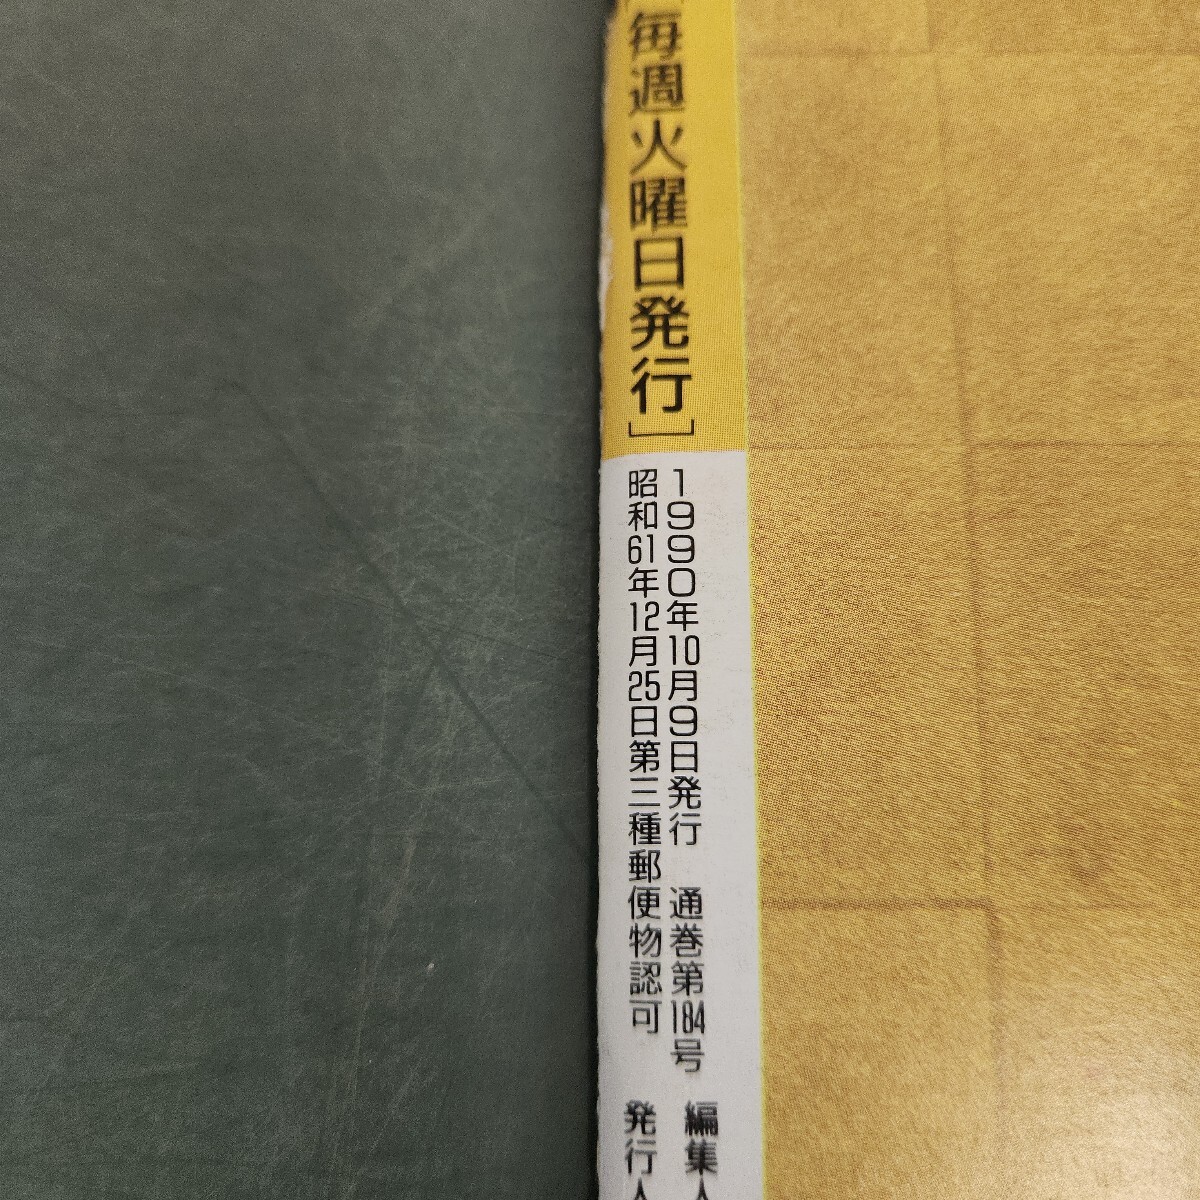 毎週火曜日発行]
1990年10月9日発行　通巻第184号　編集人
昭和61年12月25日第三種郵便物認可　発行人